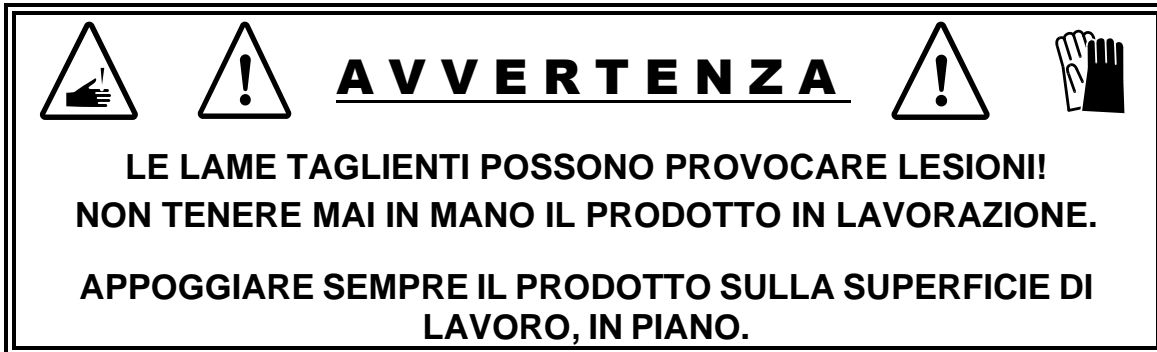 AVVERTENZA
LE LAME TAGLIENTI POSSONO PROVOCARE LESIONI!
NON TENERE MAI IN MANO IL PRODOTTO IN LAVORAZIONE.
APPOGGIARE SEMPRE IL PRODOTTO SULLA SUPERFICIE DI
LAVORO, IN PIANO.